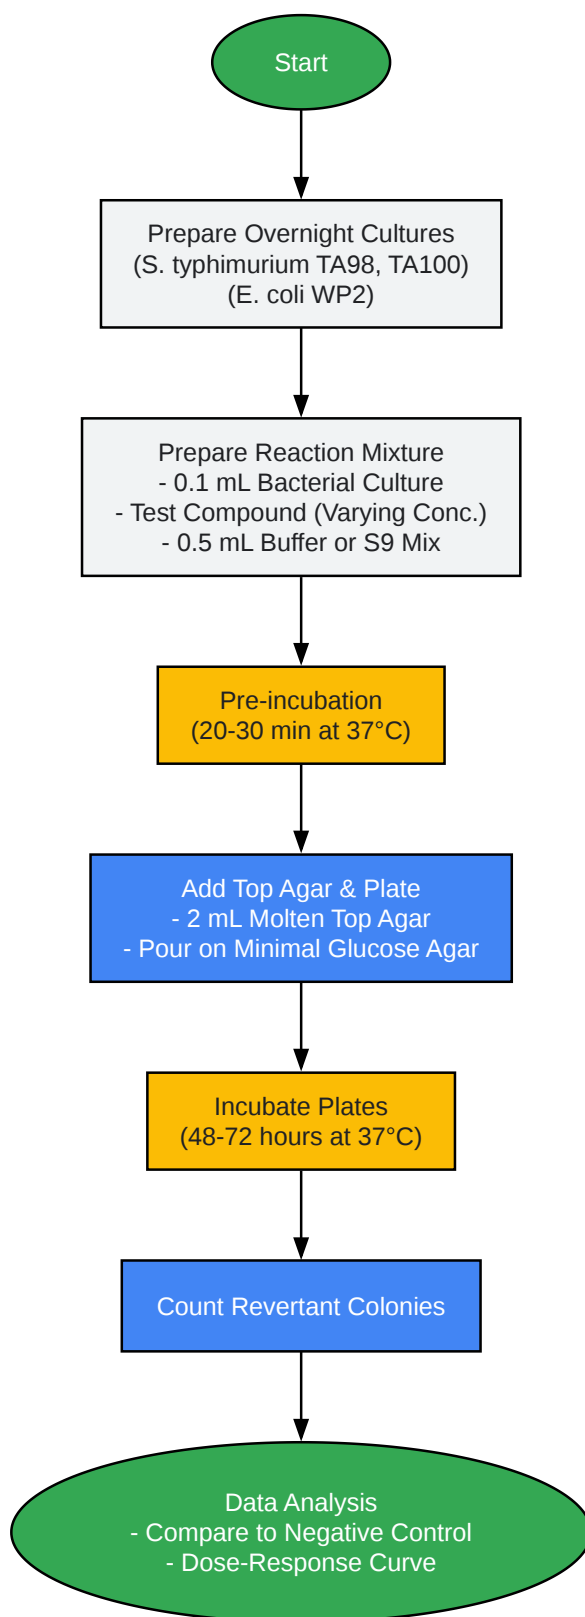 Start
Prepare Overnight Cultures
(S. typhimurium TA98, TA100)
(E. coli WP2)
Prepare Reaction Mixture
- 0.1 mL Bacterial Culture
- Test Compound (Varying Conc.)
- 0.5 mL Buffer or S9 Mix
Pre-incubation
(20-30 min at 37°C)
Add Top Agar & Plate
- 2 mL Molten Top Agar
- Pour on Minimal Glucose Agar
Incubate Plates
(48-72 hours at 37°C)
Count Revertant Colonies
Data Analysis
- Compare to Negative Control
- Dose-Response Curve